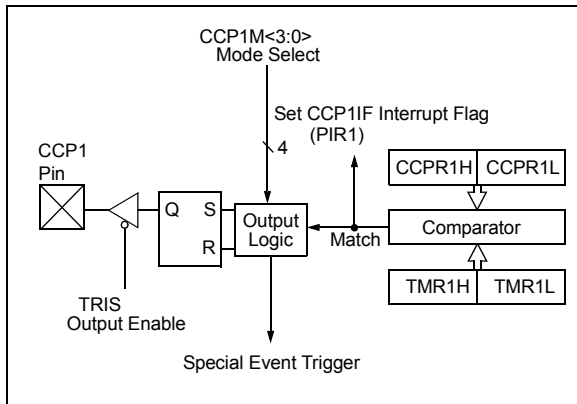 CCP1M<3:0>
Mode Select
Set CCP1IF Interrupt Flag
(PIR1)
4
CCP1
Pin
CCPR1H CCPR1L
Q S
R
Output
Logic
Match
Comparator
TRIS
Output Enable
TMR1H TMR1L
Special Event Trigger